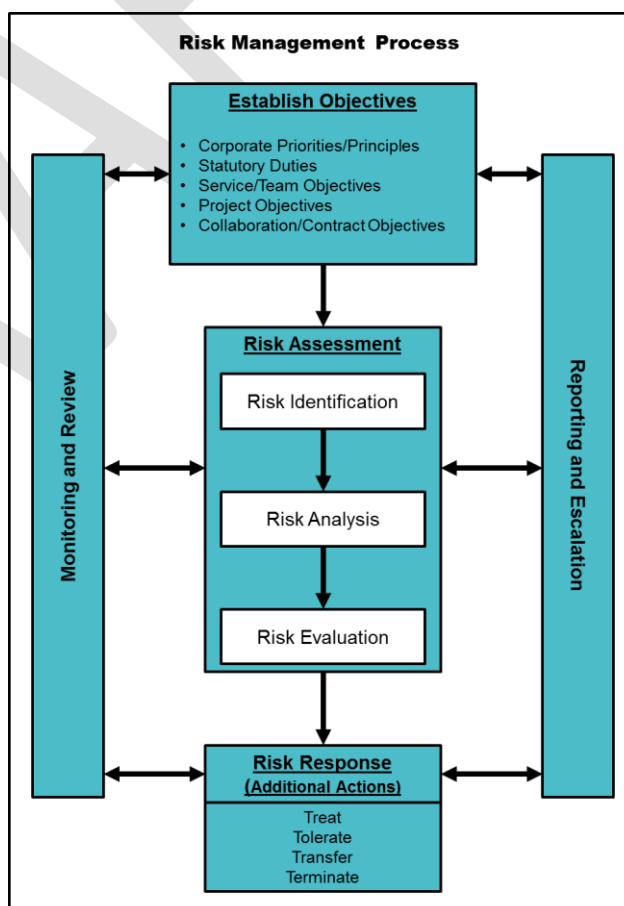 Risk Management Process
Establish Objectives
• Corporate Priorities/Principles
• Statutory Duties
• Service/Team Objectives
• Project Objectives
• Collaboration/Contract Objectives
Monitoring and Review
Reporting and Escalation
Risk Assessment
Risk Identification
Risk Analysis
Risk Evaluation
Risk Response
(Additional Actions)
Treat
Tolerate
Transfer
Terminate